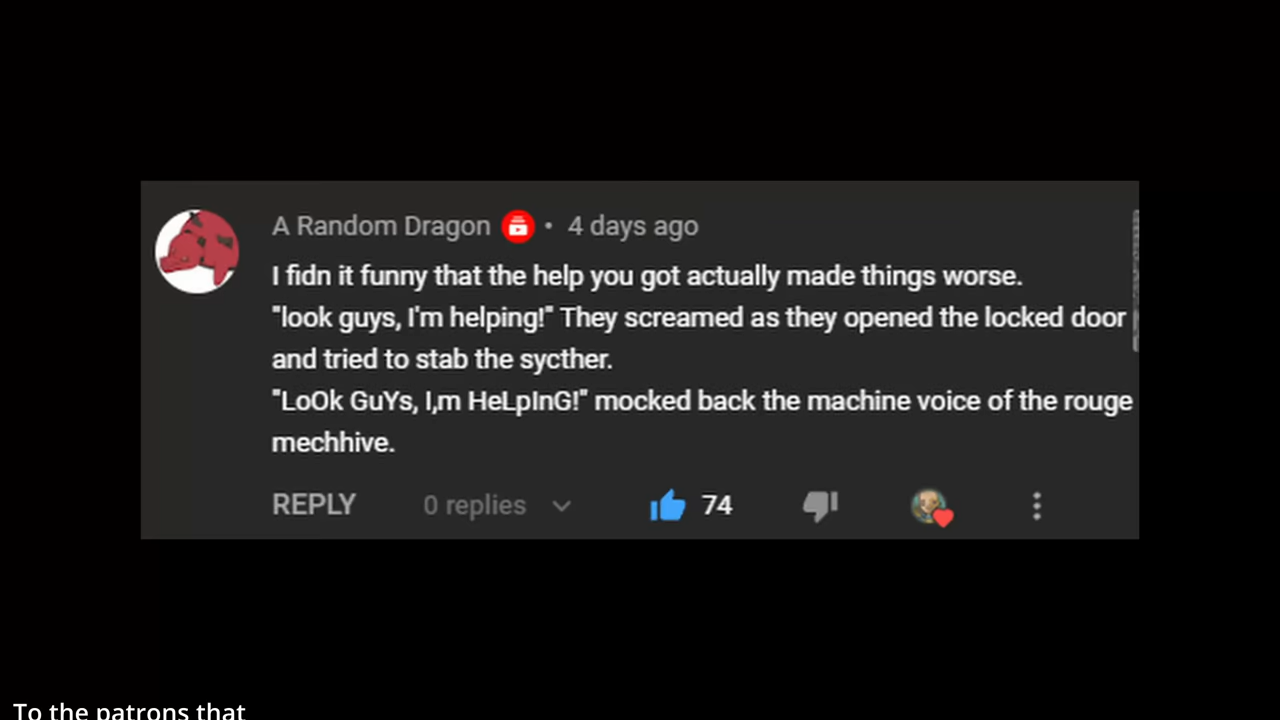 A Random Dragon • 4 days ago
I fidn it funny that the help you got actually made things worse.
"look guys, I'm helping!" They screamed as they opened the locked door
and tried to stab the sycther.
"LoOk GuYs, I,m HeLpInG!" mocked back the machine voice of the rouge
mechhive.
REPLY 0 replies 74
To the patrons that